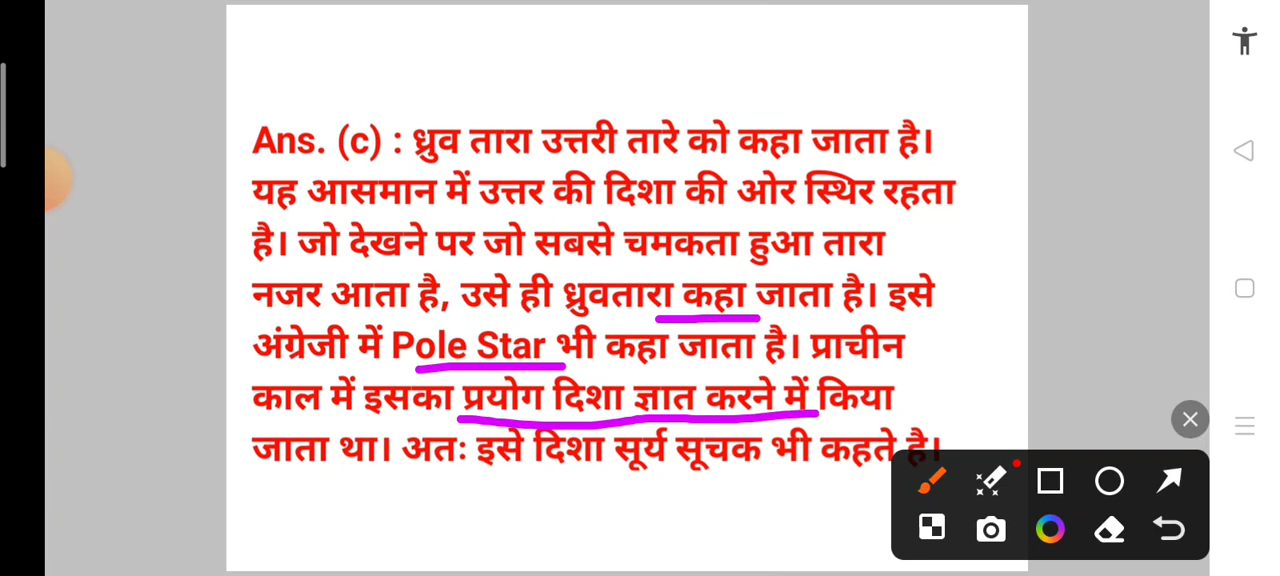 Ans. (c) : ध्रुव तारा उत्तरी तारे को कहा जाता है।
यह आसमान में उत्तर की दिशा की ओर स्थिर रहता
है। जो देखने पर जो सबसे चमकता हुआ तारा
नजर आता है, उसे ही ध्रुवतारा कहा जाता है। इसे
अंग्रेजी में Pole Star भी कहा जाता है। प्राचीन
काल में इसका प्रयोग दिशा ज्ञात करने में किया
जाता था। अतः इसे दिशा सूर्य सूचक भी कहते है।